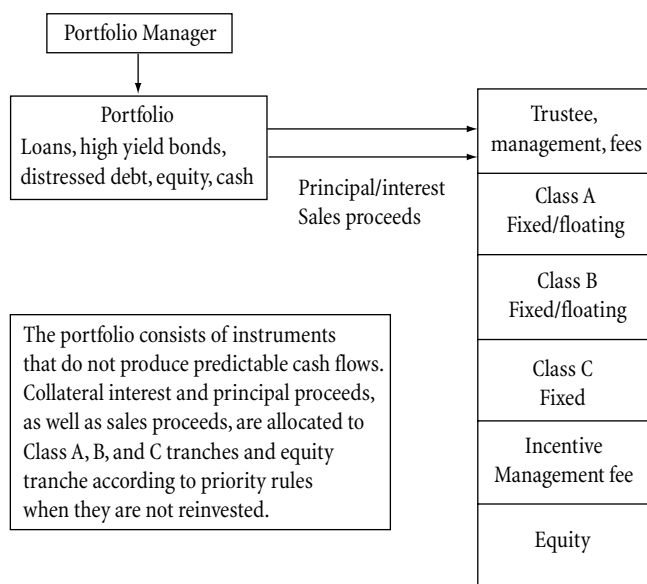 Portfolio Manager
Portfolio
Loans, high yield bonds,
distressed debt, equity, cash
Principal/interest
Sales proceeds
Trustee,
management, fees
Class A
Fixed/floating
Class B
Fixed/floating
Class C
Fixed
Incentive
Management fee
Equity
The portfolio consists of instruments
that do not produce predictable cash flows.
Collateral interest and principal proceeds,
as well as sales proceeds, are allocated to
Class A, B, and C tranches and equity
tranche according to priority rules
when they are not reinvested.